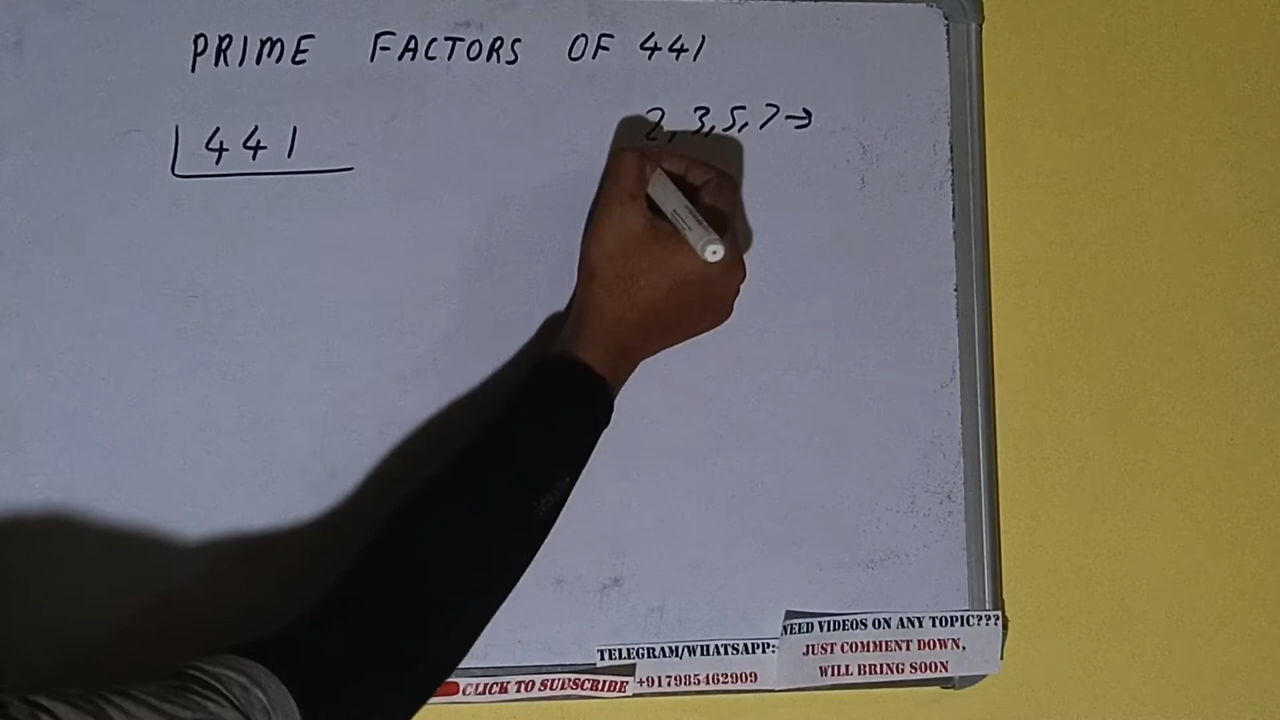 PRIME FACTORS OF 441
2, 3, 5, 7 →
441
NEED VIDEOS ON ANY TOPIC???
JUST COMMENT DOWN,
WILL BRING SOON
TELEGRAM/WHATSAPP:-
+917985462909
CLICK TO SUBSCRIBE